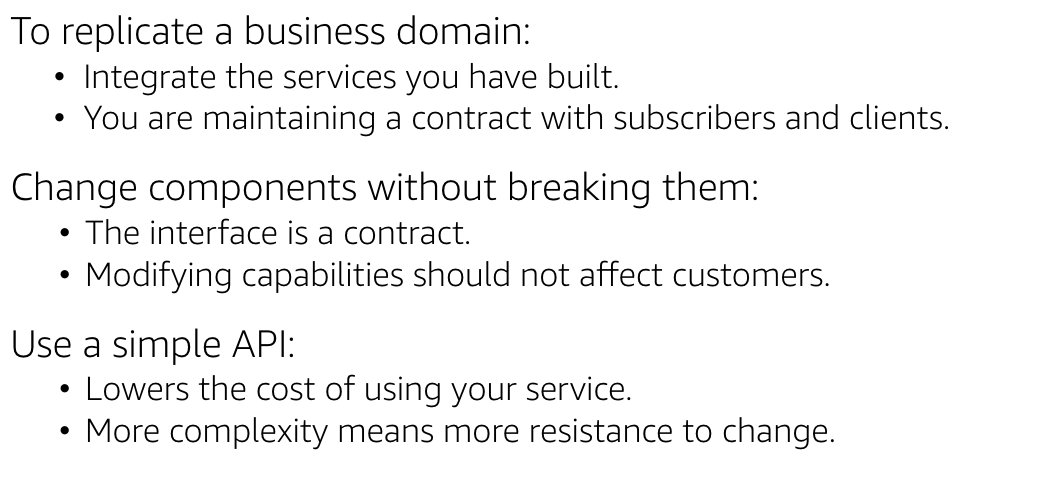 To replicate a business domain:
• Integrate the services you have built.
• You are maintaining a contract with subscribers and clients.
Change components without breaking them:
• The interface is a contract.
• Modifying capabilities should not affect customers.
Use a simple API:
• Lowers the cost of using your service.
• More complexity means more resistance to change.